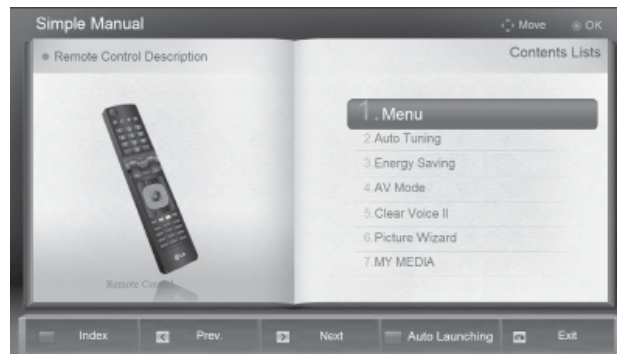 Simple Manual
Move
OK
Remote Control Description
Contents Lists
1. Menu
2. Auto Tuning
3. Energy Saving
4. AV Mode
5. Clear Voice II
6. Picture Wizard
7. MY MEDIA
LG
Remote Control
Index
Prev.
Next
Auto Launching
Exit